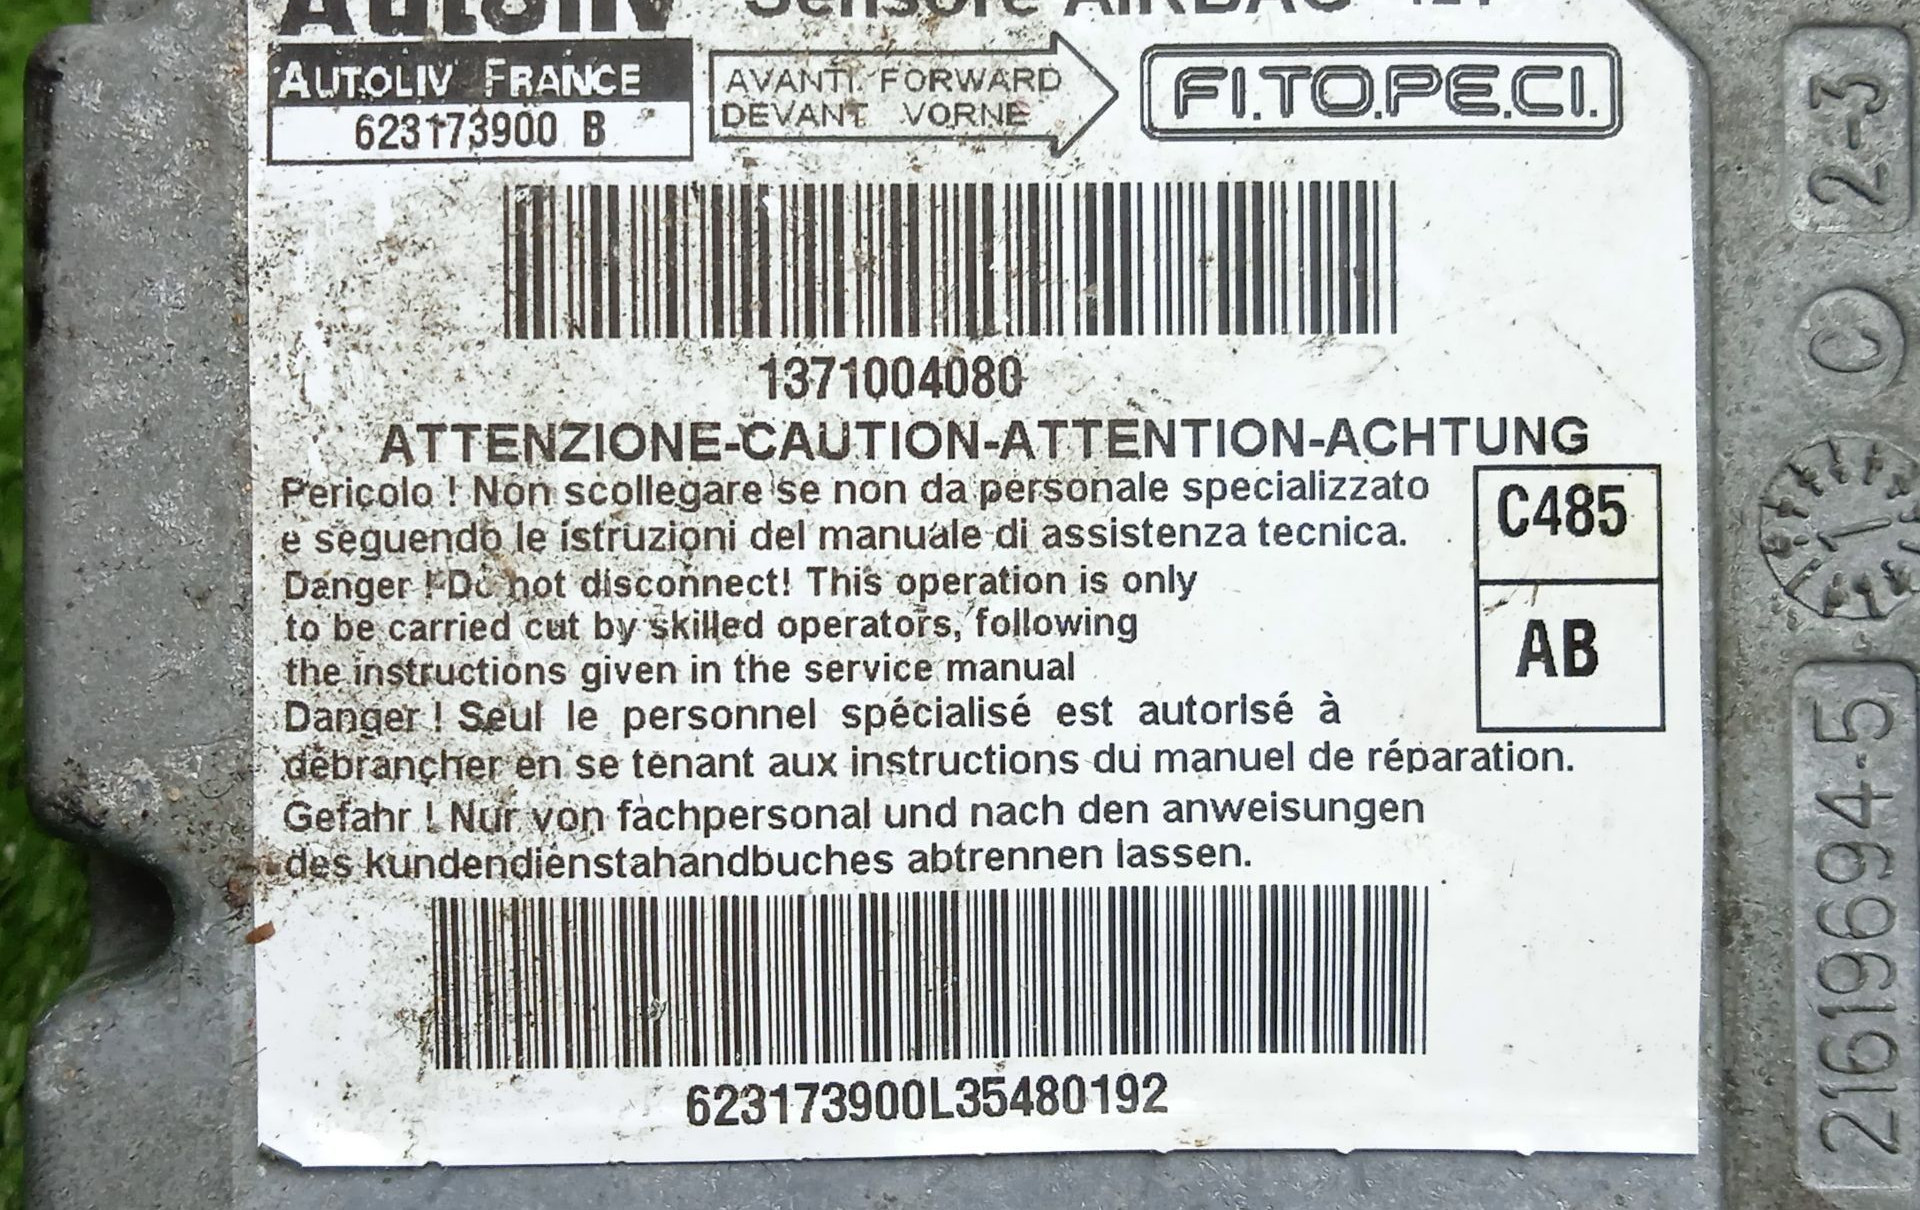 Autoliv Sensore AIRBAG
AUTOLIV FRANCE
623173900 B
AVANTI FORWARD
DEVANT VORNE
FI.TO.PE.CI.
1371004080
ATTENZIONE-CAUTION-ATTENTION-ACHTUNG
Pericolo ! Non scollegare se non da personale specializzato
e seguendo le istruzioni del manuale di assistenza tecnica.
Danger ! Do not disconnect! This operation is only
to be carried out by skilled operators, following
the instructions given in the service manual
Danger ! Seul le personnel spécialisé est autorisé à
débrancher en se tenant aux instructions du manuel de réparation.
Gefahr ! Nur von fachpersonal und nach den anweisungen
des kundendienstahandbuches abtrennen lassen.
C485
AB
623173900L35480192
2-3
C
21619694-5